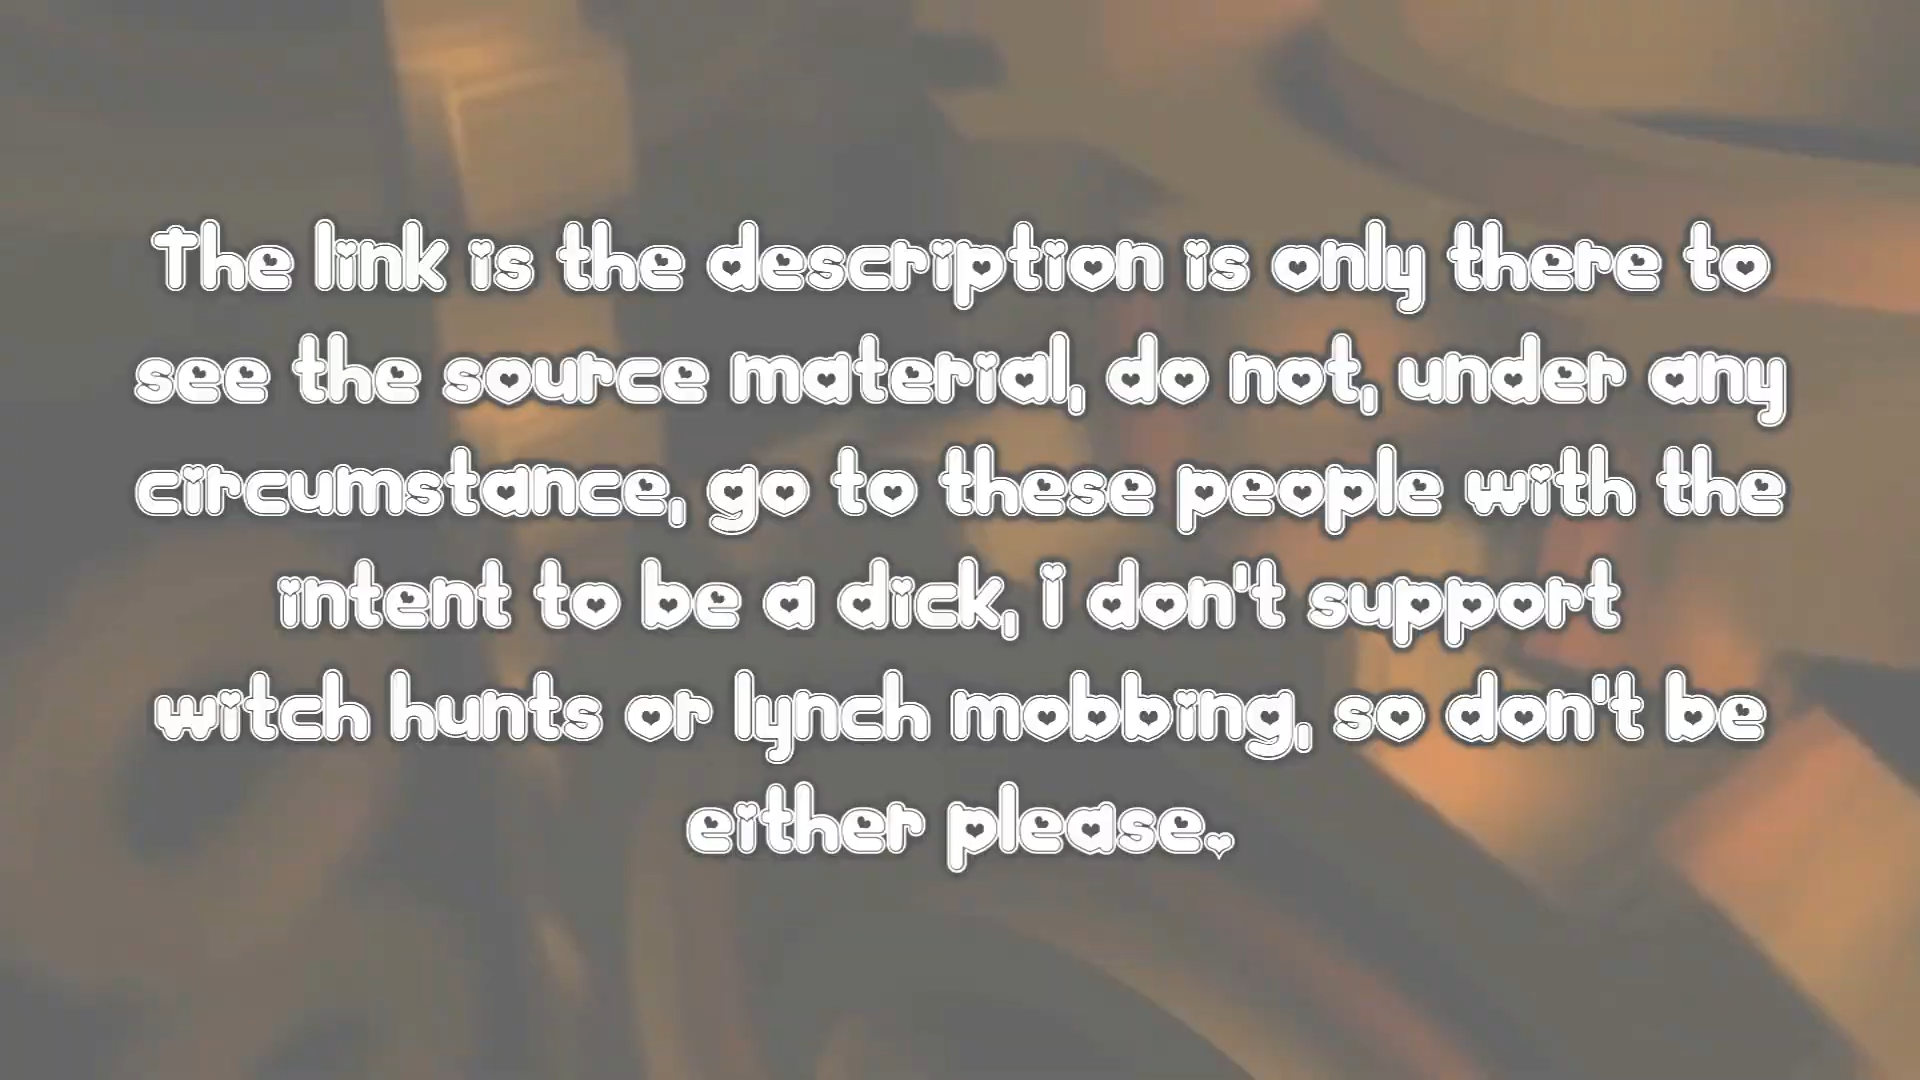 The link is the description is only there to
see the source material, do not, under any
circumstance, go to these people with the
intent to be a dick, i don't support
witch hunts or lynch mobbing, so don't be
either please.